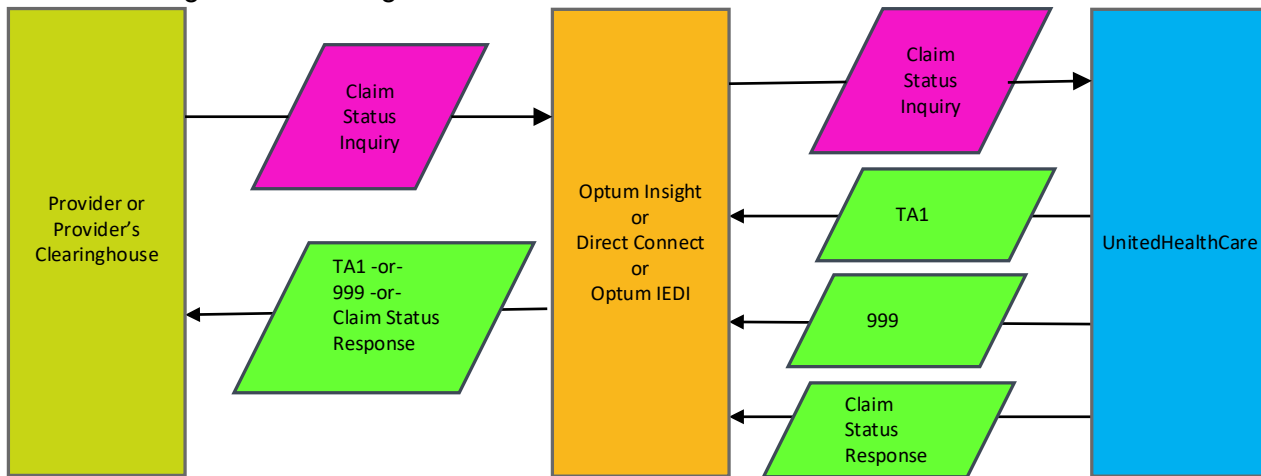 Provider or
Provider's
Clearinghouse
Claim
Status
Inquiry
TA1 -or-
999 -or-
Claim Status
Response
Optum Insight
or
Direct Connect
or
Optum IEDI
Claim
Status
Inquiry
TA1
999
Claim
Status
Response
UnitedHealthCare